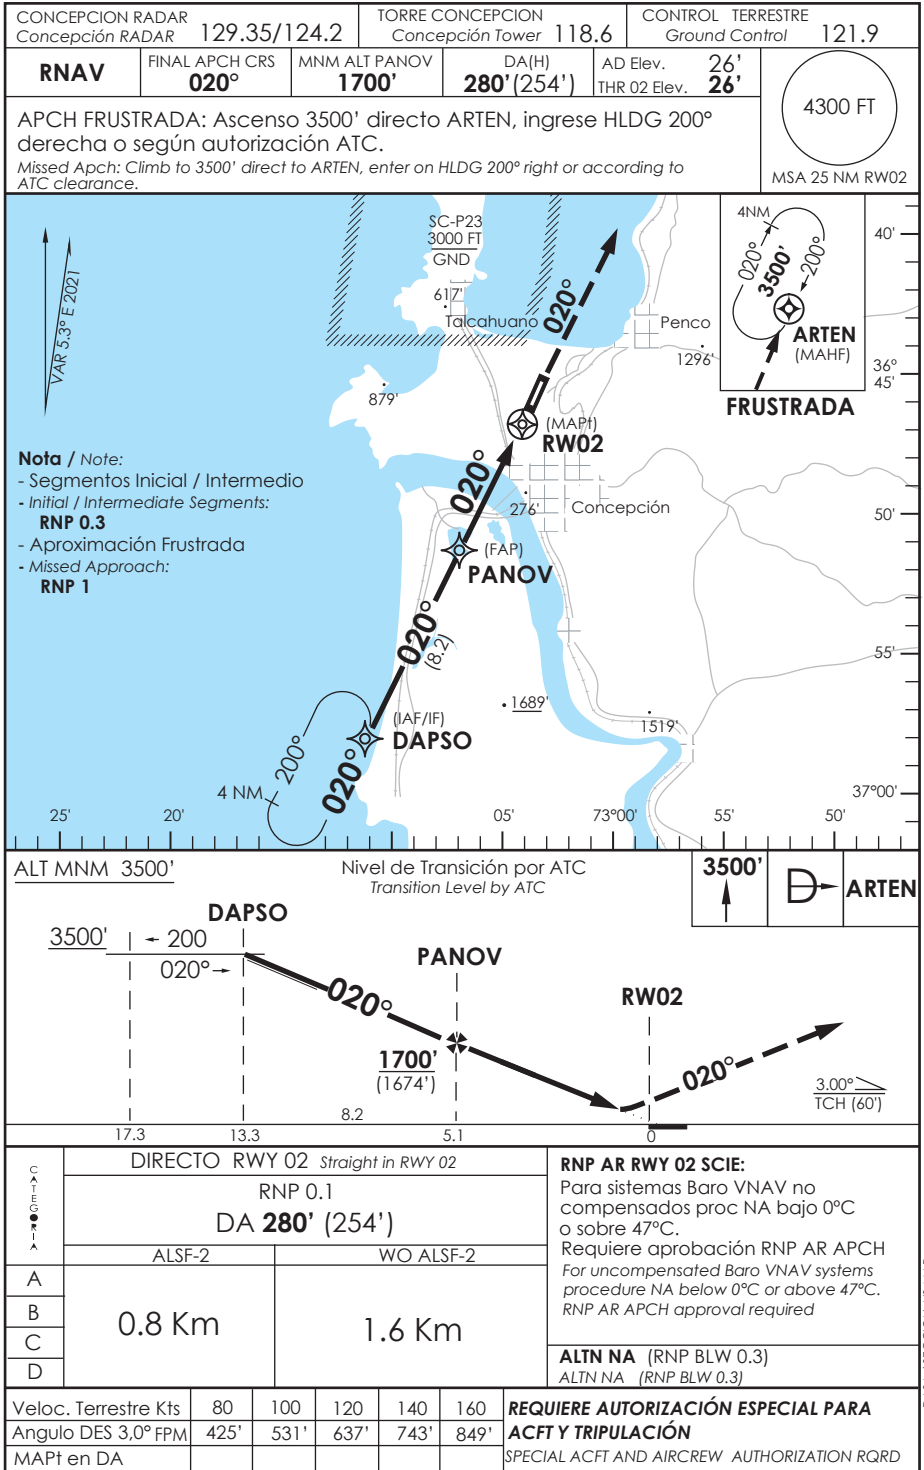 CONCEPCION RADAR
Concepción RADAR 129.35/124.2
TORRE CONCEPCION
Concepción Tower 118.6
CONTROL TERRESTRE
Ground Control 121.9
RNAV
FINAL APCH CRS
020°
MNM ALT PANOV
1700'
DA(H)
280'(254')
AD Elev. 26'
THR 02 Elev. 26'
4300 FT
MSA 25 NM RW02
APCH FRUSTRADA: Ascenso 3500' directo ARTEN, ingrese HLDG 200º
derecha o según autorización ATC.
Missed Apch: Climb to 3500' direct to ARTEN, enter on HLDG 200º right or according to
ATC clearance.
VAR 5.3° E 2021
SC-P23
3000 FT
GND
617'
Talcahuano
020°
Penco
1296'
879'
4NM
020°
3500'
200°
ARTEN
(MAHF)
FRUSTRADA
40'
36º
45'
50'
55'
37°00'
(MAPt)
RW02
Nota / Note:
- Segmentos Inicial / Intermedio
- Initial / Intermediate Segments:
RNP 0.3
- Aproximación Frustrada
- Missed Approach:
RNP 1
020°
276'
Concepción
(FAP)
PANOV
020°
(8.2)
1689'
1519'
(IAF/IF)
DAPSO
200°
020°
4 NM
25'
20'
05'
73°00'
55'
50'
ALT MNM 3500'
Nivel de Transición por ATC
Transition Level by ATC
3500'
D
ARTEN
DAPSO
3500'
200
020°
PANOV
020°
RW02
1700'
(1674')
020°
3.00°
TCH (60')
8.2
17.3
13.3
5.1
0
CATEGORIA
DIRECTO RWY 02 Straight in RWY 02
RNP 0.1
DA 280' (254')
ALSF-2
WO ALSF-2
A
B
C
D
0.8 Km
1.6 Km
RNP AR RWY 02 SCIE:
Para sistemas Baro VNAV no
compensados proc NA bajo 0ºC
o sobre 47ºC.
Requiere aprobación RNP AR APCH
For uncompensated Baro VNAV systems
procedure NA below 0ºC or above 47ºC.
RNP AR APCH approval required
ALTN NA (RNP BLW 0.3)
ALTN NA (RNP BLW 0.3)
Veloc. Terrestre Kts 80 100 120 140 160
Angulo DES 3,0° FPM 425' 531' 637' 743' 849'
MAPt en DA
REQUIERE AUTORIZACIÓN ESPECIAL PARA
ACFT Y TRIPULACIÓN
SPECIAL ACFT AND AIRCREW AUTHORIZATION RQRD